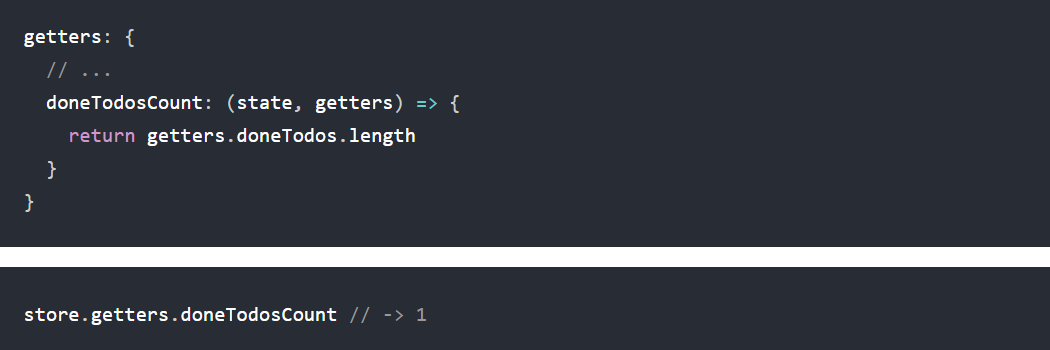 getters: {
  // ...
  doneTodosCount: (state, getters) => {
    return getters.doneTodos.length
  }
}
store.getters.doneTodosCount // -> 1